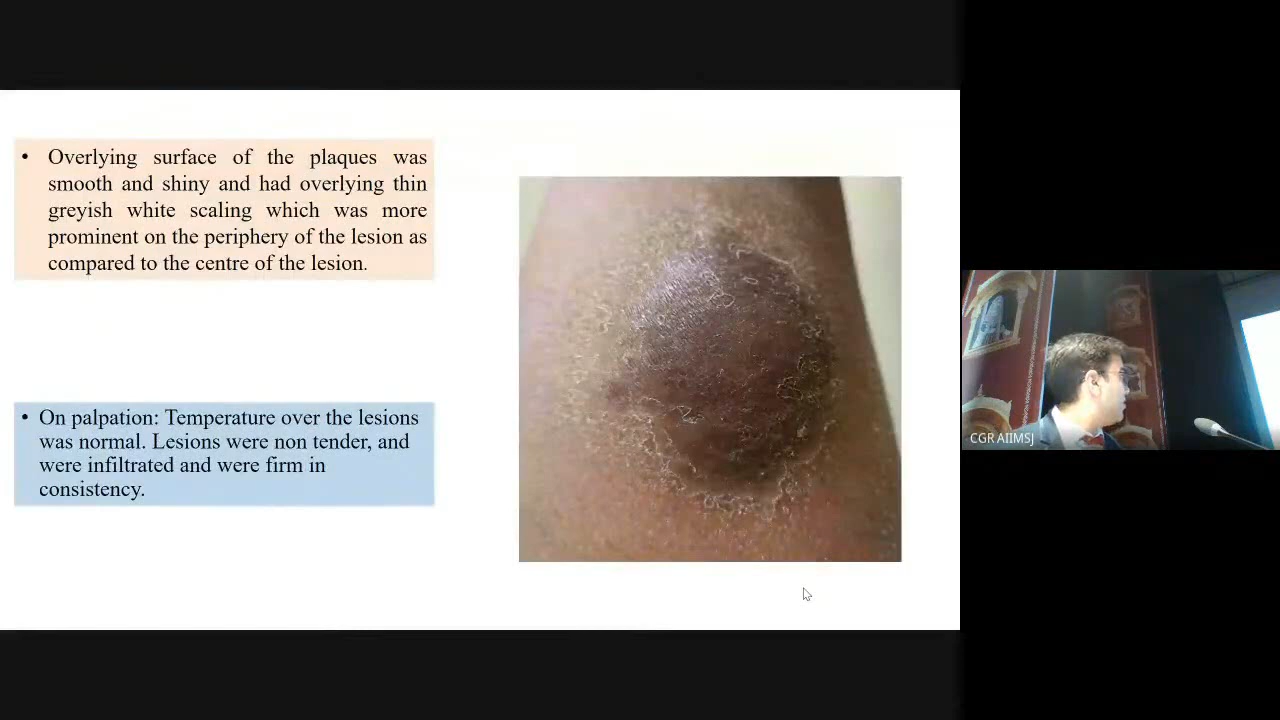 • Overlying surface of the plaques was
smooth and shiny and had overlying thin
greyish white scaling which was more
prominent on the periphery of the lesion as
compared to the centre of the lesion.
• On palpation: Temperature over the lesions
was normal. Lesions were non tender, and
were infiltrated and were firm in
consistency.
CGR AIIMSJ